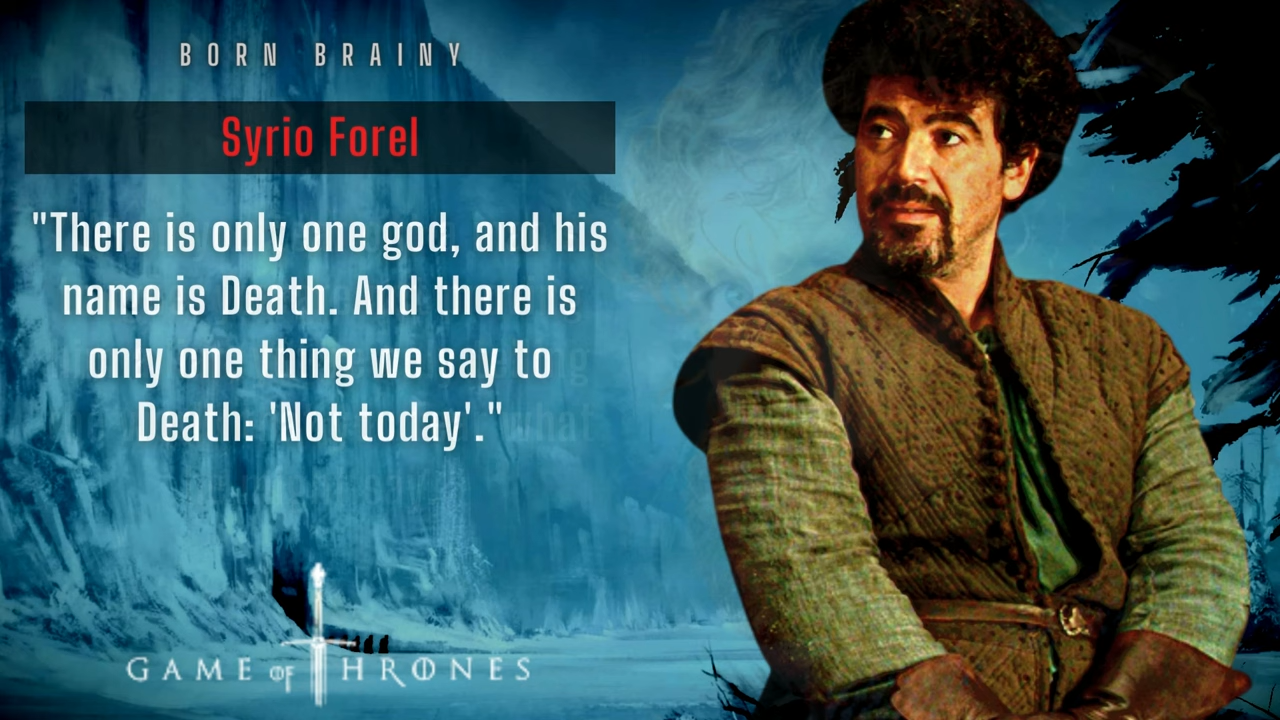 BORN BRAINY
Syrio Forel
"There is only one god, and his
name is Death. And there is
only one thing we say to
Death: 'Not today'."
what
GAME OF THRONES